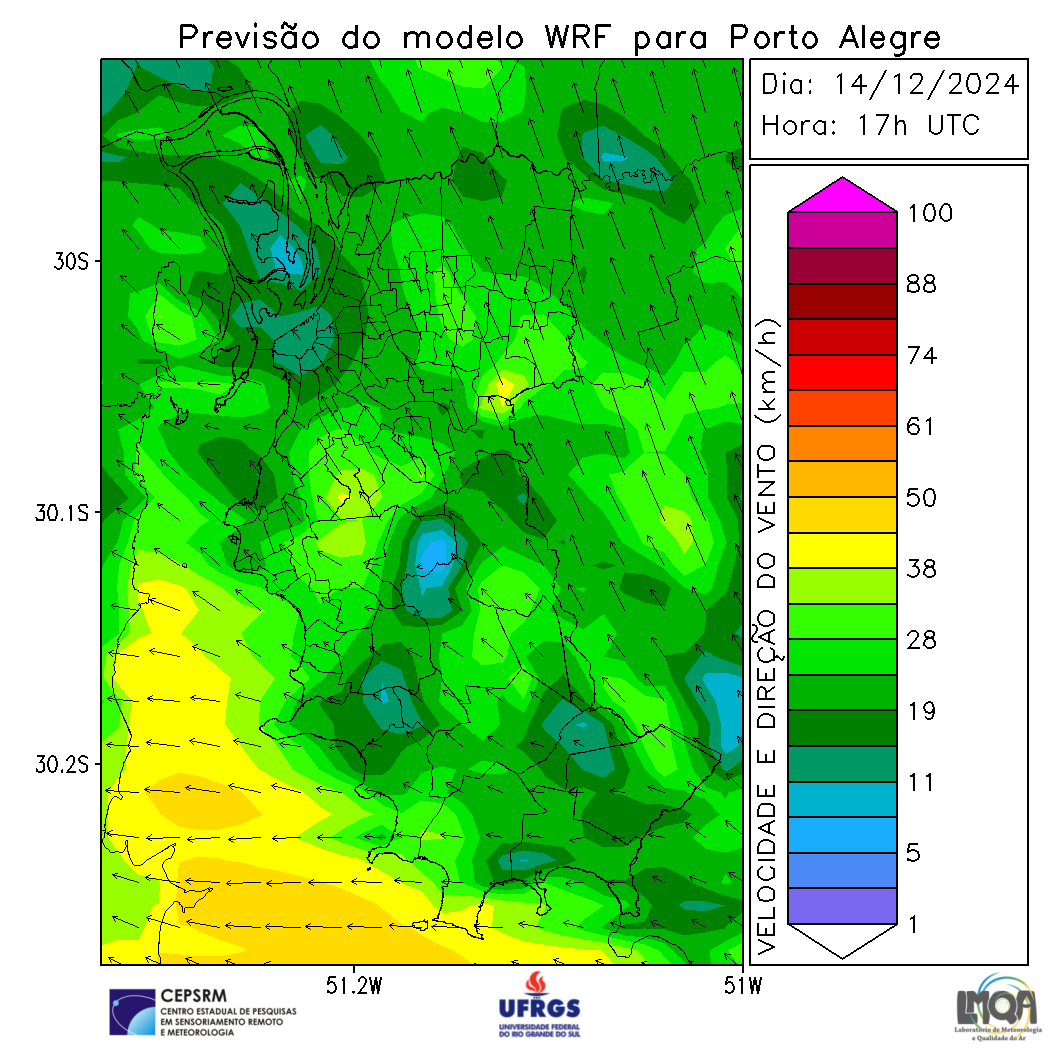 Previsão do modelo WRF para Porto Alegre
Dia: 14/12/2024
Hora: 17h UTC
30S
30.1S
30.2S
51.2W
51W
VELOCIDADE E DIREÇÃO DO VENTO (km/h)
100
88
74
61
50
38
28
19
11
5
1
CEPSRM
CENTRO ESTADUAL DE PESQUISAS
EM SENSORIAMENTO REMOTO
E METEOROLOGIA
UFRGS
UNIVERSIDADE FEDERAL
DO RIO GRANDE DO SUL
LMQA
Laboratório de Meteorologia
e Qualidade do Ar